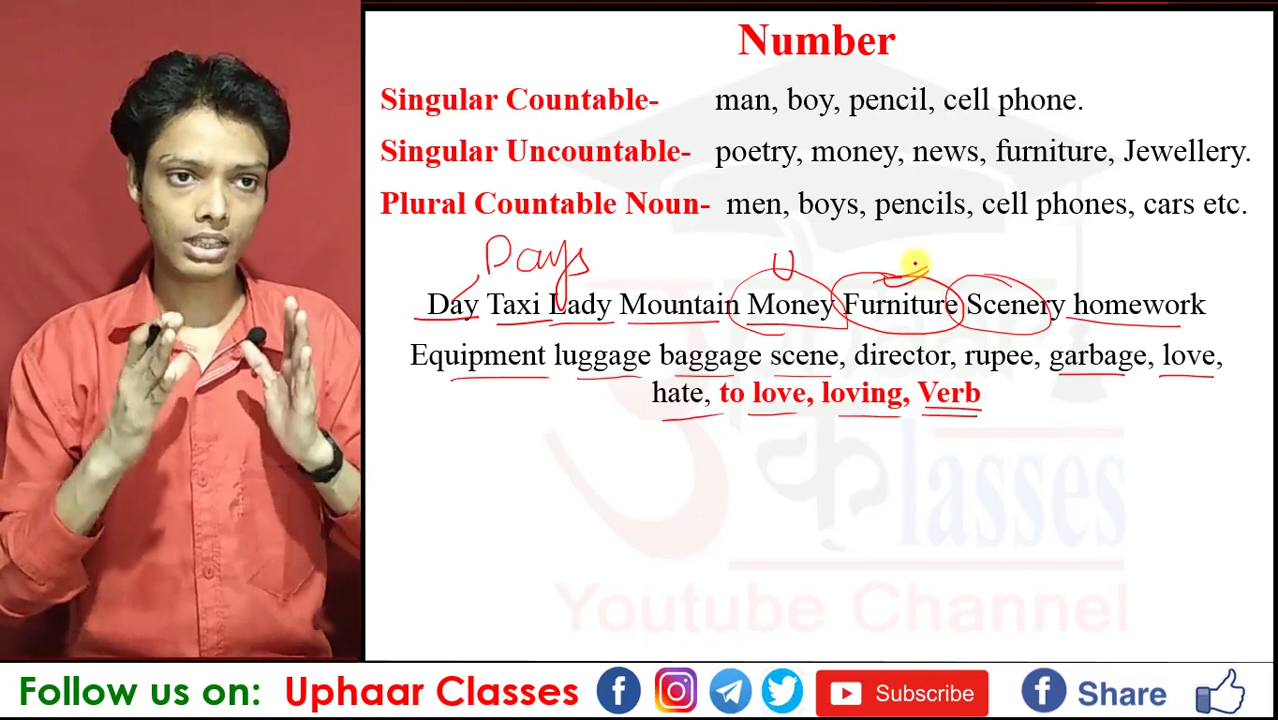 Number
Singular Countable- man, boy, pencil, cell phone.
Singular Uncountable- poetry, money, news, furniture, Jewellery.
Plural Countable Noun- men, boys, pencils, cell phones, cars etc.
Days U
Day Taxi Lady Mountain Money Furniture Scenery homework
Equipment luggage baggage scene, director, rupee, garbage, love,
hate, to love, loving, Verb
उपहार
क lasses
Youtube Channel
Follow us on: Uphaar Classes Subscribe Share